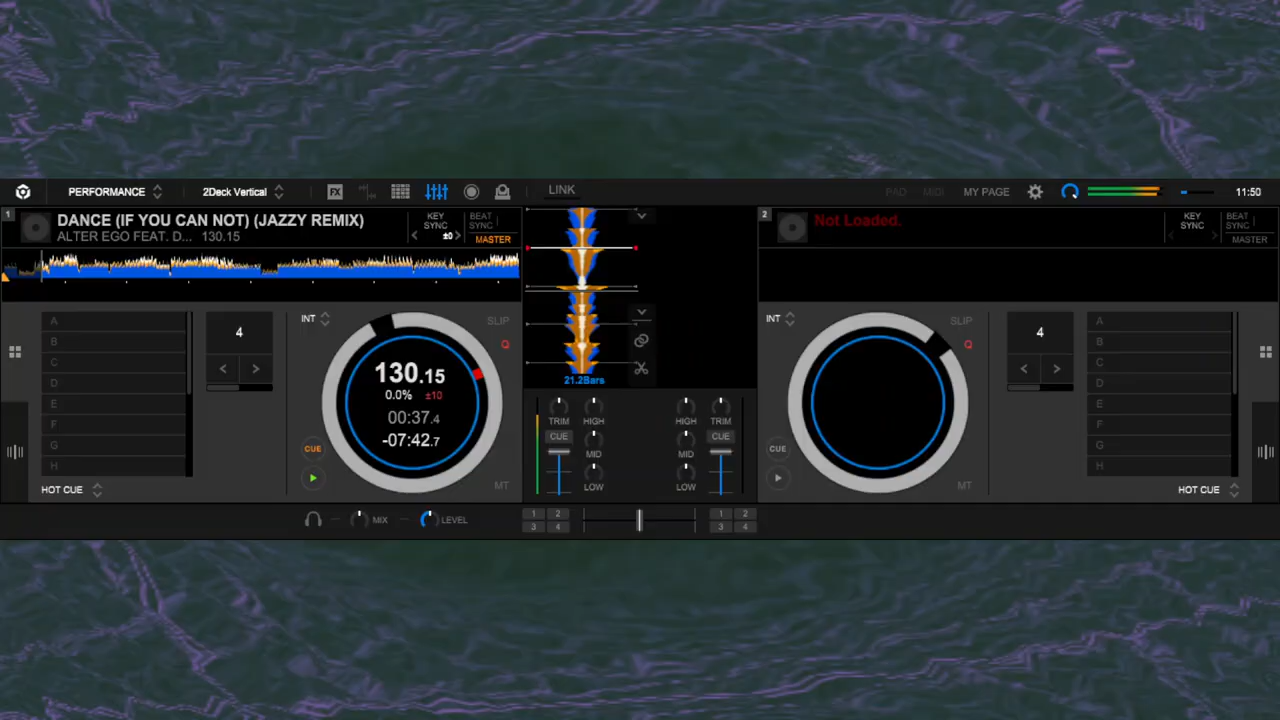 PERFORMANCE 2Deck Vertical FX LINK PAD MIDI MY PAGE 11:50
1 DANCE (IF YOU CAN NOT) (JAZZY REMIX) KEY SYNC BEAT SYNC
ALTER EGO FEAT. D... 130.15 ±0 MASTER
2 Not Loaded. KEY SYNC BEAT SYNC MASTER
A
B
C
D
E
F
G
H
HOT CUE
4
INT
SLIP
Q
130.15
0.0% ±10
00:37.4
-07:42.7
CUE
MT
21.2Bars
TRIM HIGH HIGH TRIM
CUE CUE
MID MID
LOW LOW
INT
SLIP
Q
CUE
MT
4
A
B
C
D
E
F
G
H
HOT CUE
MIX LEVEL
1 2 1 2
3 4 3 4